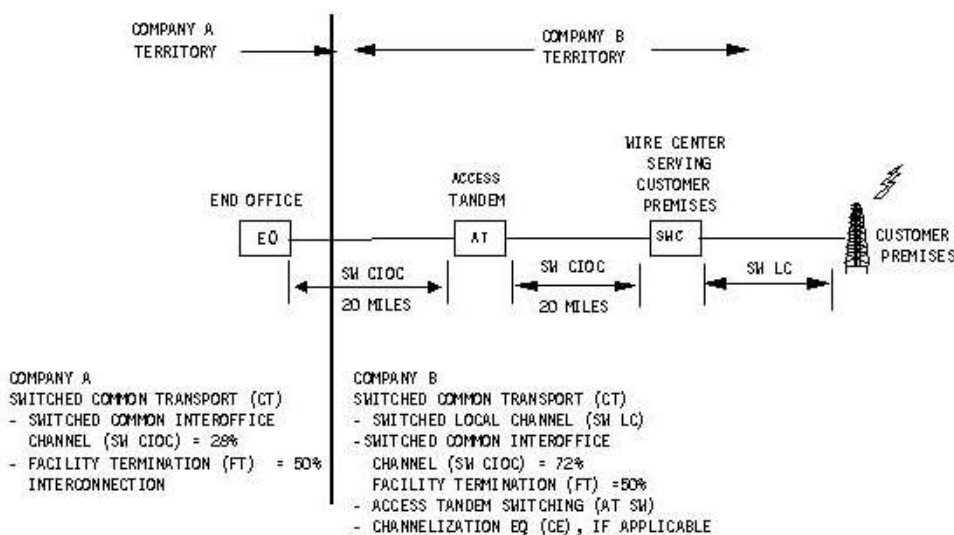 COMPANY A
TERRITORY
COMPANY B
TERRITORY
END OFFICE
EO
ACCESS
TANDEM
AT
WIRE CENTER
SERVING
CUSTOMER
PREMISES
SWC
CUSTOMER
PREMISES
SW CIOC
20 MILES
SW CIOC
20 MILES
SW LC
COMPANY A
SWITCHED COMMON TRANSPORT (CT)
- SWITCHED COMMON INTEROFFICE
CHANNEL (SW CIOC) = 28%
- FACILITY TERMINATION (FT) = 50%
INTERCONNECTION
COMPANY B
SWITCHED COMMON TRANSPORT (CT)
- SWITCHED LOCAL CHANNEL (SW LC)
-SWITCHED COMMON INTEROFFICE
CHANNEL (SW CIOC) = 72%
FACILITY TERMINATION (FT) =50%
- ACCESS TANDEM SWITCHING (AT SW)
- CHANNELIZATION EQ (CE), IF APPLICABLE